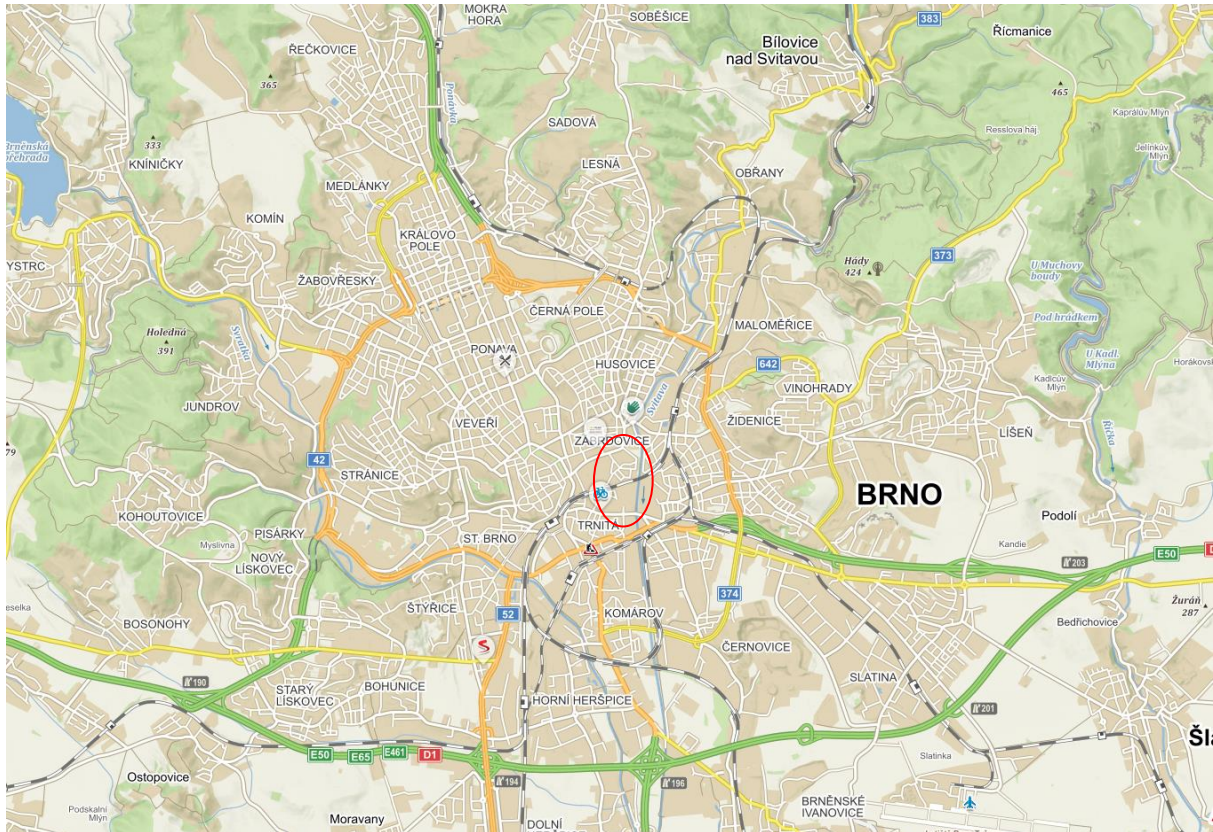 MOKRÁ
HORA
SOBĚŠICE
383
Řícmanice
Bílovice
nad Svitavou
ŘEČKOVICE
365
Ponávka
465
Kaprálův Mlýn
SADOVÁ
Resslova háj
333
KNÍNIČKY
LESNÁ
Jelínkův
Mlýn
OBŘANY
MEDLÁNKY
KOMÍN
KRÁLOVO
POLE
YSTRC
373
Hády
424
U Muchovy
boudy
ŽABOVŘESKY
ČERNÁ POLE
Pod hrádkem
Holedná
391
Svratka
MALOMĚŘICE
PONAVA
HUSOVICE
642
U Kadl.
Mlýna
Horákovsk
Kadlcův
Mlýn
VINOHRADY
Svitava
JUNDROV
VEVEŘÍ
ŽIDENICE
Říčka
LÍŠEŇ
79
42
ZÁBRDOVICE
STRÁNICE
BRNO
KOHOUTOVICE
TRNITÁ
Podolí
PISÁRKY
ST. BRNO
Myslivna
NOVÝ
LÍSKOVEC
Kandie
E50
D
203
374
ŠTÝŘICE
52
KOMÁROV
Žuráň
287
eselka
BOSONOHY
Bedřichovice
ČERNOVICE
190
STARÝ
LÍSKOVEC
BOHUNICE
SLATINA
HORNÍ HERŠPICE
201
Šla
E50
E65
E461
D1
Slatinka
Ostopovice
194
196
Podskalní
Mlýn
Moravany
BRNĚNSKÉ
IVANOVICE
DOLNÍ